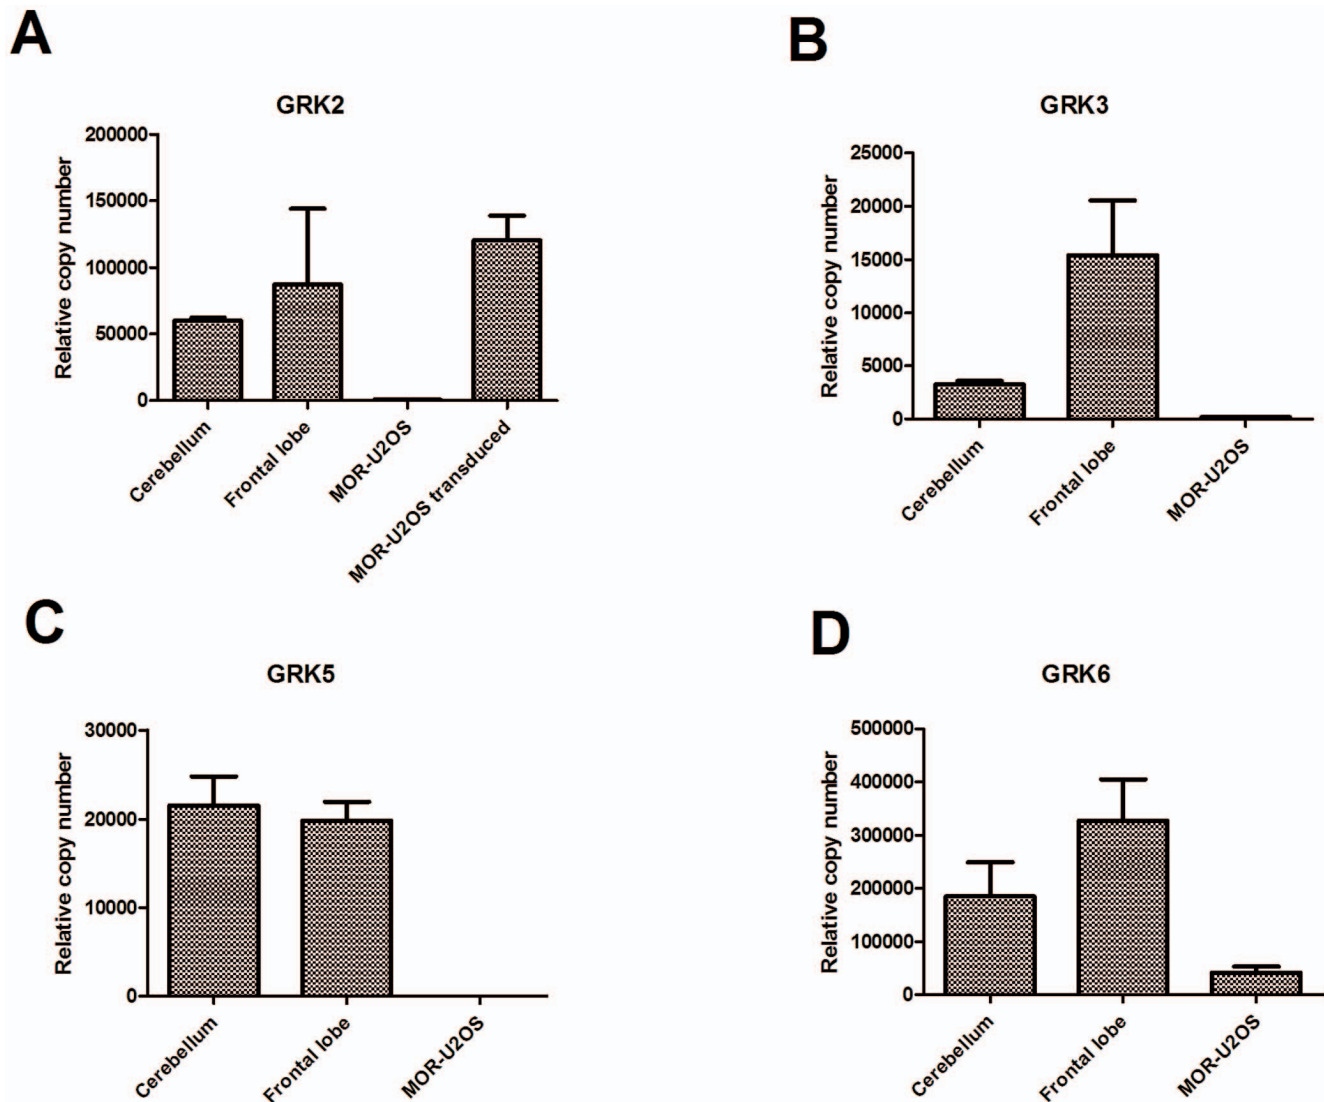 A
GRK2
Relative copy number
200000
150000
100000
50000
0
Cerebellum
Frontal lobe
MOR-U2OS
MOR-U2OS transduced
B
GRK3
Relative copy number
25000
20000
15000
10000
5000
0
Cerebellum
Frontal lobe
MOR-U2OS
C
GRK5
Relative copy number
30000
20000
10000
0
Cerebellum
Frontal lobe
MOR-U2OS
D
GRK6
Relative copy number
500000
400000
300000
200000
100000
0
Cerebellum
Frontal lobe
MOR-U2OS